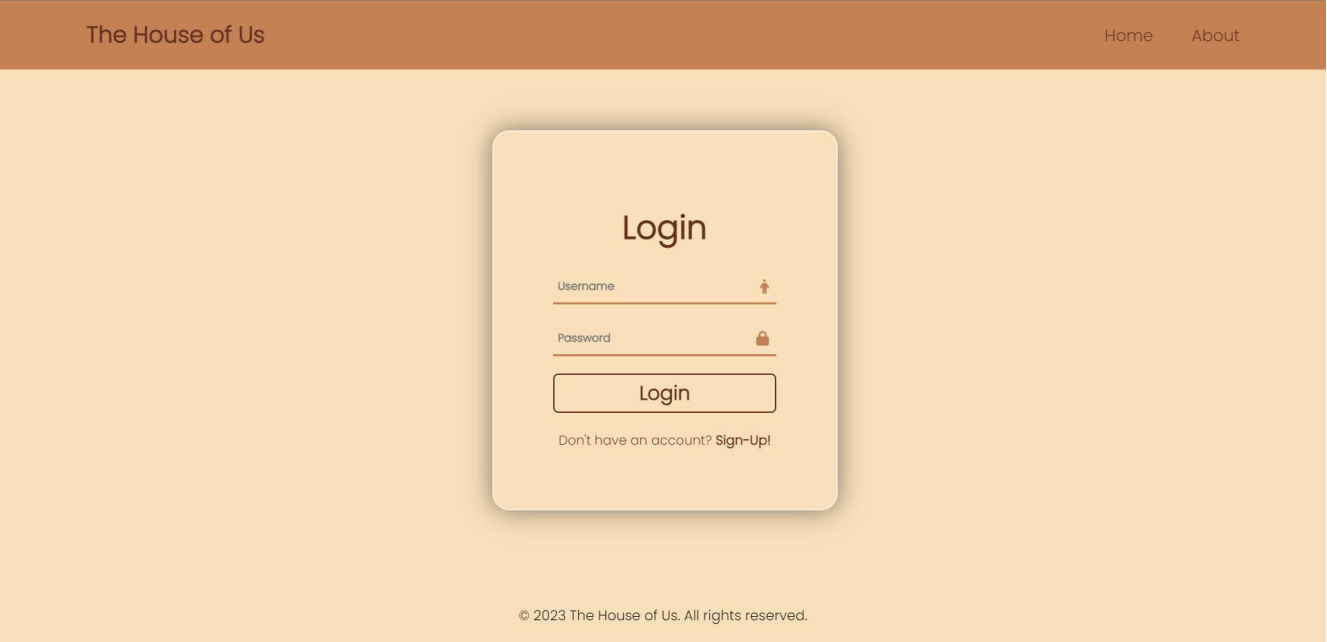 The House of Us
Home About
Login
Username
Password
Login
Don't have an account? Sign-Up!
© 2023 The House of Us. All rights reserved.